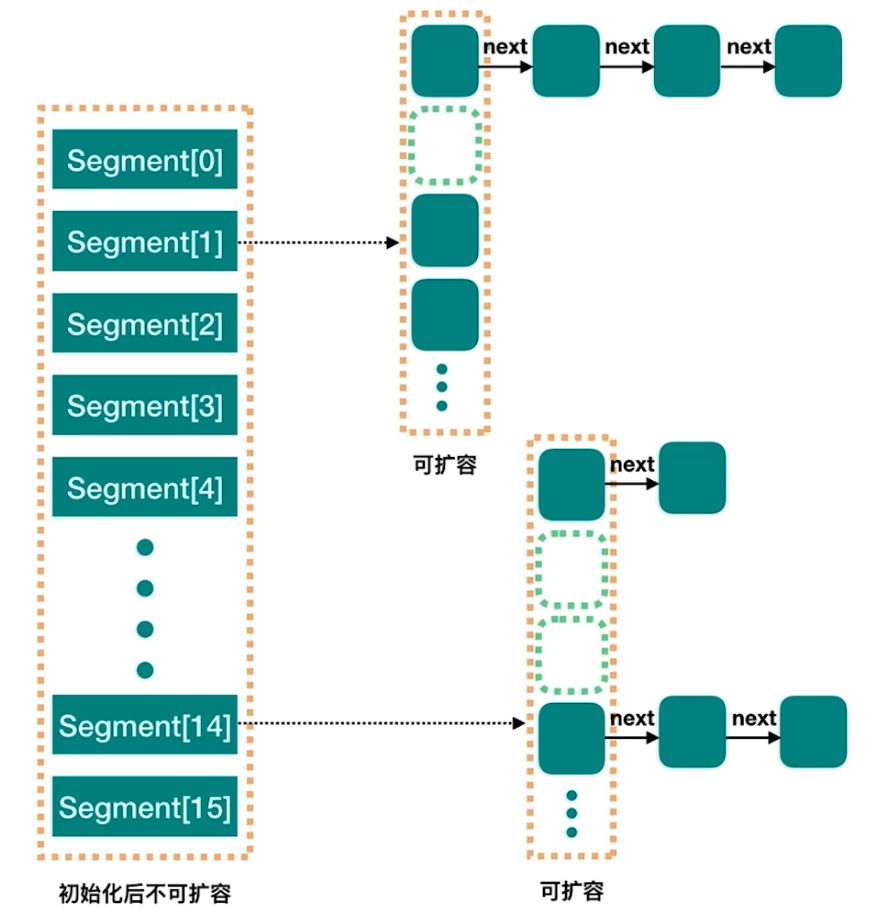 next next next
Segment[0]
Segment[1]
Segment[2]
Segment[3]
Segment[4]
可扩容
next
Segment[14]
next next
Segment[15]
初始化后不可扩容
可扩容